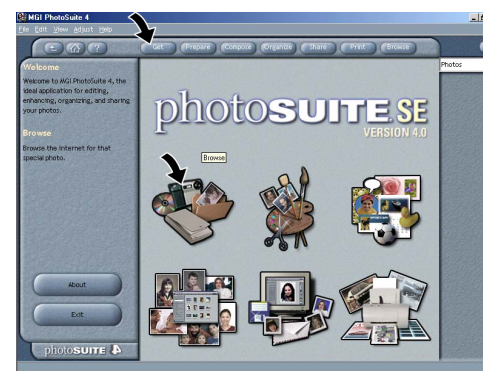 MGI PhotoSuite 4
File Edit View Adjust Help
Get Prepare Compose Organize Share Print Browse
Photos
Welcome
Welcome to MGI PhotoSuite 4, the
ideal application for editing,
enhancing, organizing, and sharing
your photos.
Browse
Browse the Internet for that
special photo.
photoSUITE SE
VERSION 4.0
Browse
About
Exit
photoSUITE 4